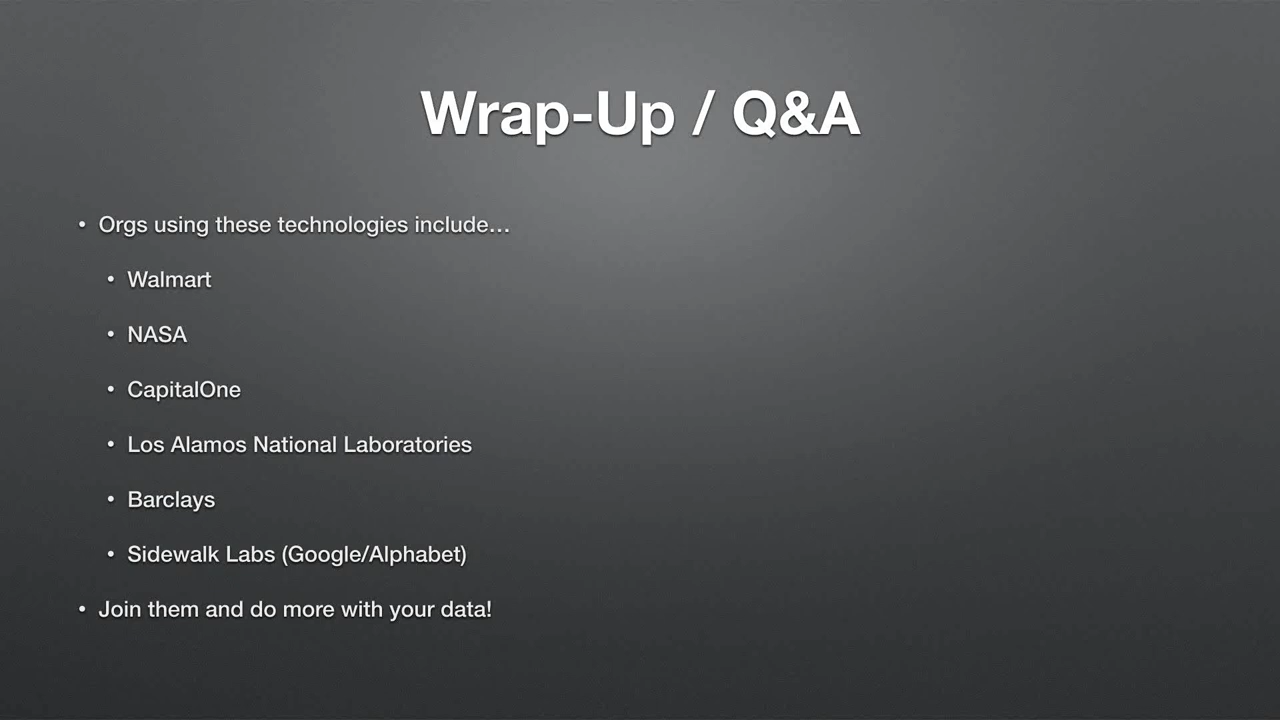 Wrap-Up / Q&A
• Orgs using these technologies include…
• Walmart
• NASA
• CapitalOne
• Los Alamos National Laboratories
• Barclays
• Sidewalk Labs (Google/Alphabet)
• Join them and do more with your data!